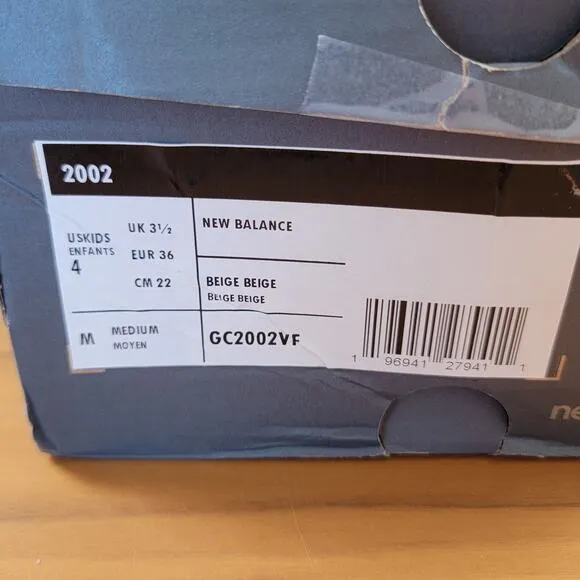 2002
USKIDS
ENFANTS
4
UK 3½
EUR 36
CM 22
M
MEDIUM
MOYEN
NEW BALANCE
BEIGE BEIGE
BEIGE BEIGE
GC2002VF
1 96941 27941 1
ne